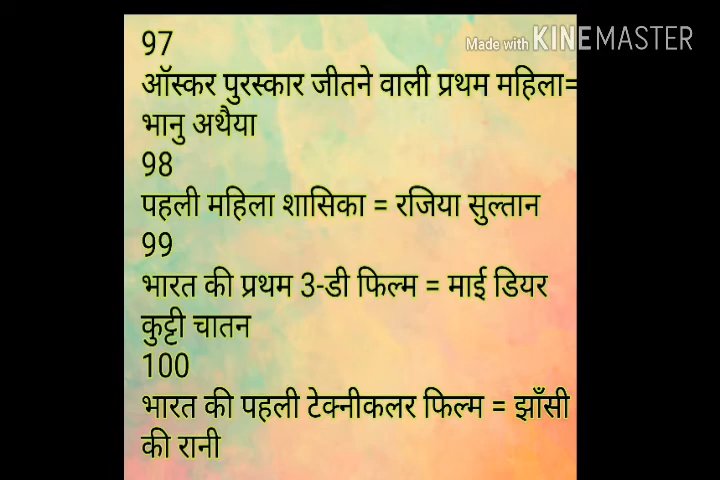 Made with KINEMASTER
97
ऑस्कर पुरस्कार जीतने वाली प्रथम महिला=
भानु अथैया
98
पहली महिला शासिका = रजिया सुल्तान
99
भारत की प्रथम 3-डी फिल्म = माई डियर
कुट्टी चातन
100
भारत की पहली टेक्नीकलर फिल्म = झाँसी
की रानी